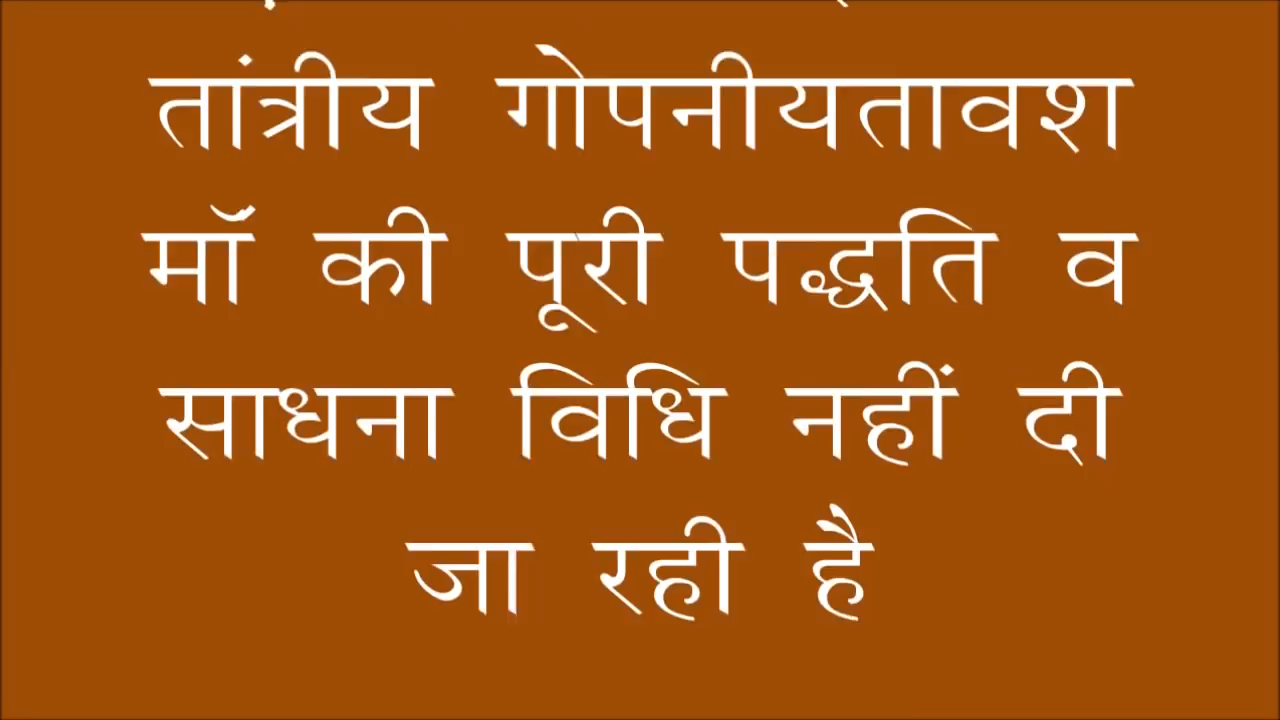 तांत्रीय गोपनीयतावश
मॉ की पूरी पद्धति व
साधना विधि नहीं दी
जा रही है